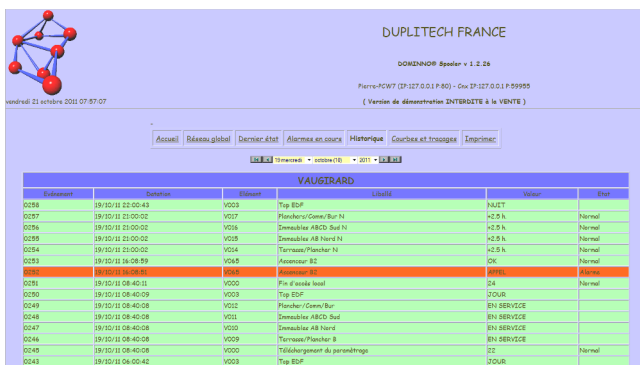 DUPLITECH FRANCE
DOMINNO® Spooler v 1.2.26
Pierre-PCW7 (IP:127.0.0.1 P:80) - Cnx IP:127.0.0.1 P:59955
vendredi 21 octobre 2011 07:57:07
( Version de démonstration INTERDITE à la VENTE )
Accueil Réseau global Dernier état Alarmes en cours Historique Courbes et traçages Imprimer
19 mercredi octobre (10) 2011
VAUGIRARD
Evénement Datation Elément Libellé Valeur Etat
0258 19/10/11 22:00:43 V003 Top EDF NUIT
0257 19/10/11 21:00:02 V017 Planchers/Comm/Bur N +2.5 h. Normal
0256 19/10/11 21:00:02 V016 Immeubles ABCD Sud N +2.5 h. Normal
0255 19/10/11 21:00:02 V015 Immeubles AB Nord N +2.5 h. Normal
0254 19/10/11 21:00:02 V014 Terrasse/Plancher N +2.5 h. Normal
0253 19/10/11 16:08:59 V065 Ascenceur B2 OK Normal
0252 19/10/11 16:08:51 V065 Ascenceur B2 APPEL Alarme
0251 19/10/11 08:40:11 V000 Fin d'accès local 24 Normal
0250 19/10/11 08:40:09 V003 Top EDF JOUR
0249 19/10/11 08:40:08 V012 Plancher/Comm/Bur EN SERVICE
0248 19/10/11 08:40:08 V011 Immeubles ABCD Sud EN SERVICE
0247 19/10/11 08:40:08 V010 Immeubles AB Nord EN SERVICE
0246 19/10/11 08:40:08 V009 Terrasse/Plancher B EN SERVICE
0245 19/10/11 08:40:08 V000 Téléchargement du paramétrage 22 Normal
0243 19/10/11 06:00:42 V003 Top EDF JOUR